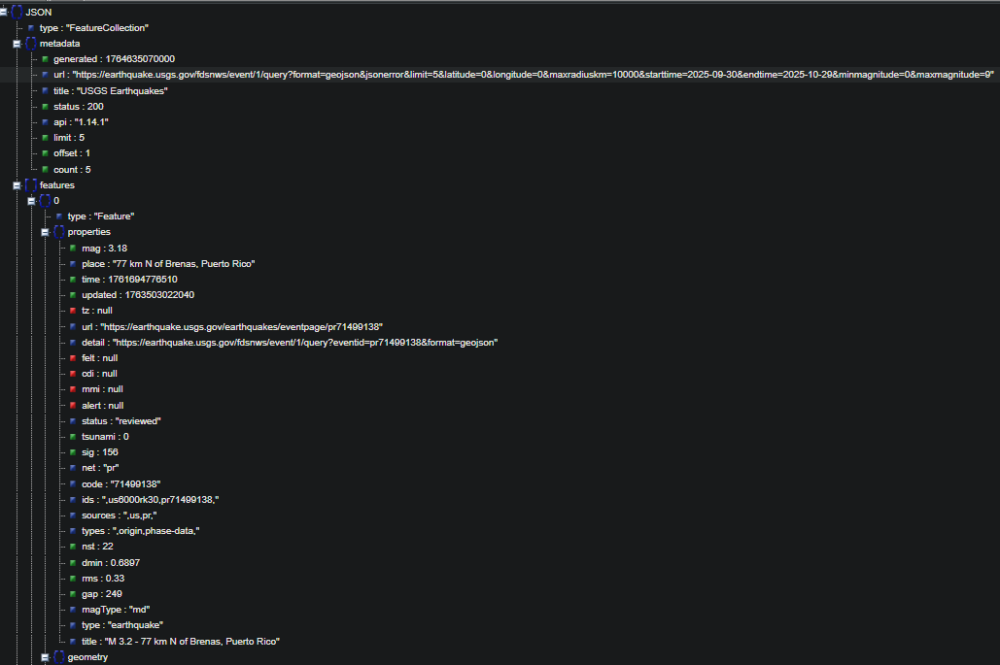 JSON
type : "FeatureCollection"
metadata
generated : 1764635070000
url : "https://earthquake.usgs.gov/fdsnws/event/1/query?format=geojson&jsonerror&limit=5&latitude=0&longitude=0&maxradiuskm=10000&starttime=2025-09-30&endtime=2025-10-29&minmagnitude=0&maxmagnitude=9"
title : "USGS Earthquakes"
status : 200
api : "1.14.1"
limit : 5
offset : 1
count : 5
features
0
type : "Feature"
properties
mag : 3.18
place : "77 km N of Brenas, Puerto Rico"
time : 1761694776510
updated : 1763503022040
tz : null
url : "https://earthquake.usgs.gov/earthquakes/eventpage/pr71499138"
detail : "https://earthquake.usgs.gov/fdsnws/event/1/query?eventid=pr71499138&format=geojson"
felt : null
cdi : null
mmi : null
alert : null
status : "reviewed"
tsunami : 0
sig : 156
net : "pr"
code : "71499138"
ids : ",us6000rk30,pr71499138,"
sources : ",us,pr,"
types : ",origin,phase-data,"
nst : 22
dmin : 0.6897
rms : 0.33
gap : 249
magType : "md"
type : "earthquake"
title : "M 3.2 - 77 km N of Brenas, Puerto Rico"
geometry